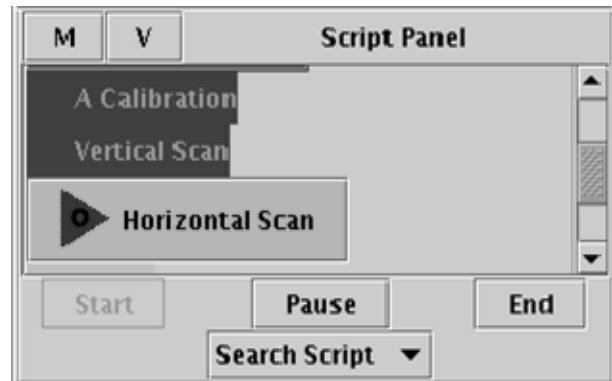 M V Script Panel
A Calibration
Vertical Scan
O Horizontal Scan
Start Pause End
Search Script